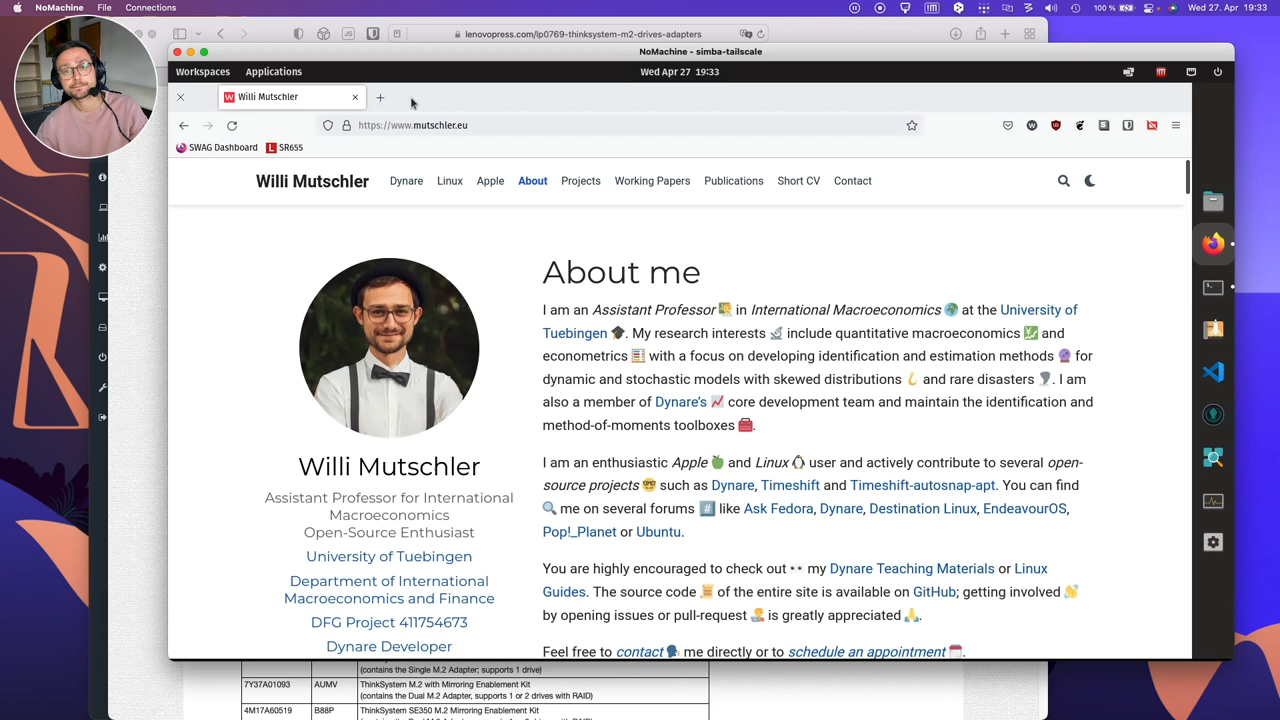 NoMachine File Connections
100 % Wed 27. Apr 19:33
lenovopress.com/lp0769-thinksystem-m2-drives-adapters
NoMachine - simba-tailscale
Workspaces Applications Wed Apr 27 19:33
Willi Mutschler
https://www.mutschler.eu
SWAG Dashboard SR655
Willi Mutschler Dynare Linux Apple About Projects Working Papers Publications Short CV Contact
Willi Mutschler
Assistant Professor for International
Macroeconomics
Open-Source Enthusiast
University of Tuebingen
Department of International
Macroeconomics and Finance
DFG Project 411754673
Dynare Developer
About me
I am an Assistant Professor in International Macroeconomics at the University of
Tuebingen. My research interests include quantitative macroeconomics and
econometrics with a focus on developing identification and estimation methods for
dynamic and stochastic models with skewed distributions and rare disasters. I am
also a member of Dynare's core development team and maintain the identification and
method-of-moments toolboxes.
I am an enthusiastic Apple and Linux user and actively contribute to several open-
source projects such as Dynare, Timeshift and Timeshift-autosnap-apt. You can find
me on several forums like Ask Fedora, Dynare, Destination Linux, EndeavourOS,
Pop!_Planet or Ubuntu.
You are highly encouraged to check out my Dynare Teaching Materials or Linux
Guides. The source code of the entire site is available on GitHub; getting involved
by opening issues or pull-request is greatly appreciated.
Feel free to contact me directly or to schedule an appointment.
(contains the Single M.2 Adapter; supports 1 drive)
7Y37A01093 AUMV ThinkSystem M.2 with Mirroring Enablement Kit
(contains the Dual M.2 Adapter, supports 1 or 2 drives with RAID)
4M17A60519 B88P ThinkSystem SE350 M.2 Mirroring Enablement Kit